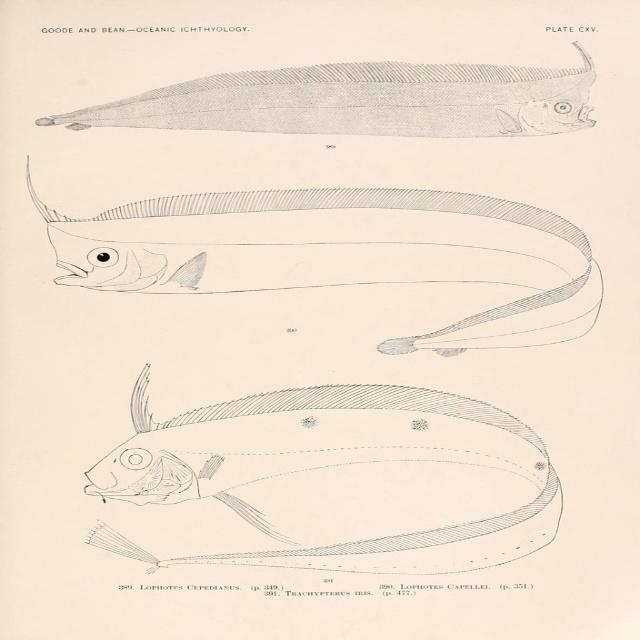 GOODE AND BEAN.—OCEANIC ICHTHYOLOGY.
PLATE CXV.
389
390
391
389. LOPHOTES CEPEDIANUS. (p. 349.) 390. LOPHOTES CAPELLEI. (p. 351.)
391. TRACHYPTERUS IRIS. (p. 477.)